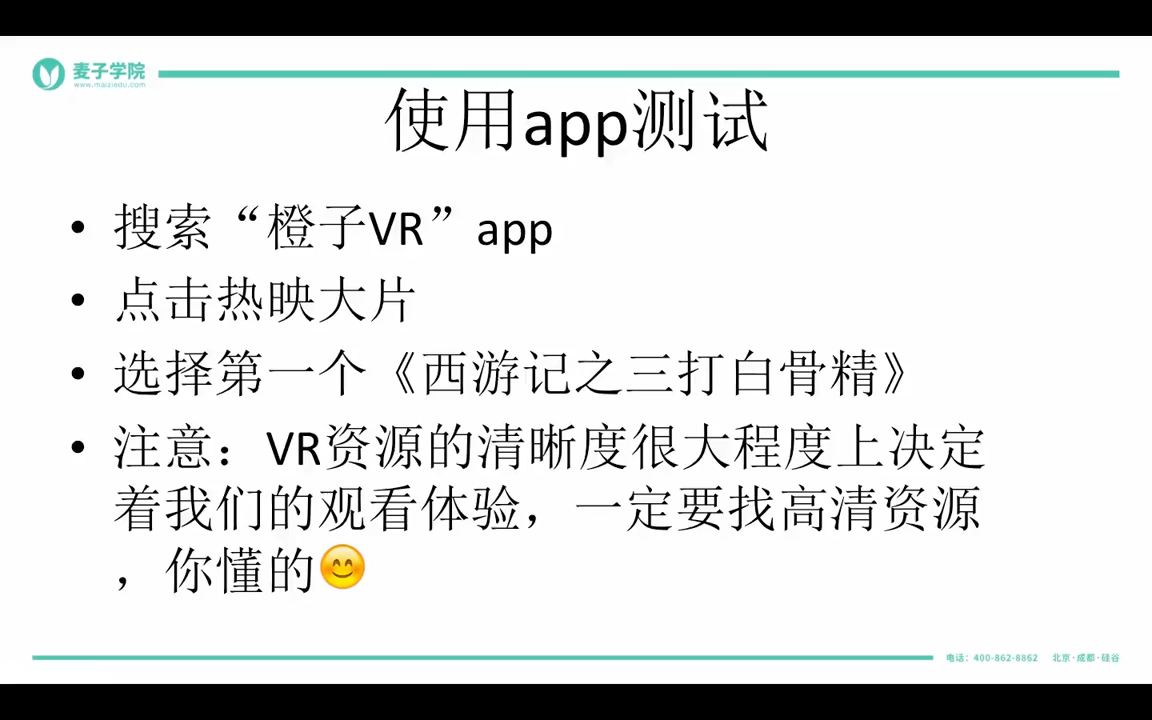 麦子学院
www.maiziedu.com
使用app测试
• 搜索“橙子VR”app
• 点击热映大片
• 选择第一个《西游记之三打白骨精》
• 注意：VR资源的清晰度很大程度上决定
着我们的观看体验，一定要找高清资源
，你懂的😊
电话：400-862-8862 北京·成都·硅谷